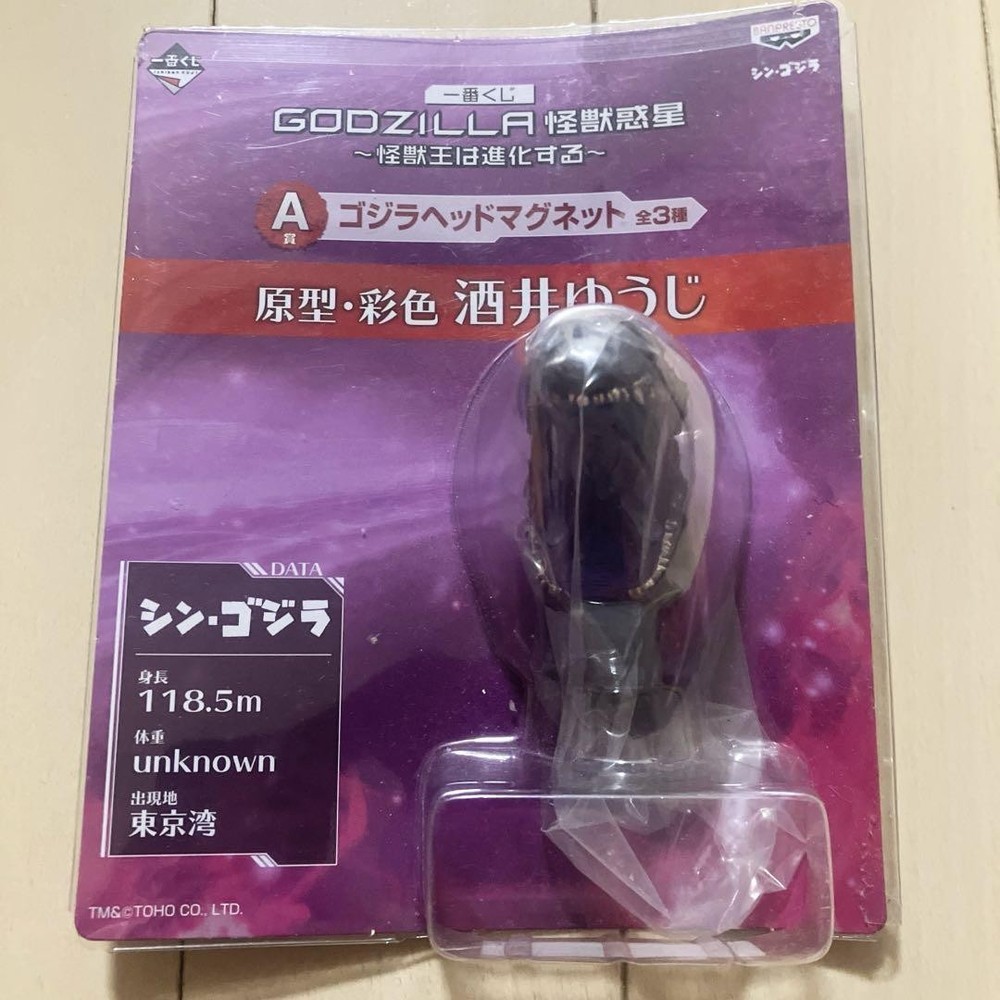 一番くじ
BANPRESTO
シン・ゴジラ
一番くじ
GODZILLA 怪獣惑星
～怪獣王は進化する～
A賞 ゴジラヘッドマグネット 全3種
原型・彩色 酒井ゆうじ
DATA
シン・ゴジラ
身長
118.5m
体重
unknown
出現地
東京湾
TM&©TOHO CO., LTD.